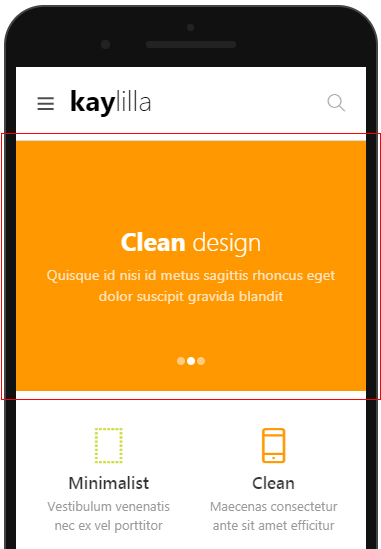 kaylilla
Clean design
Quisque id nisi id metus sagittis rhoncus eget
dolor suscipit gravida blandit
Minimalist
Vestibulum venenatis
nec ex vel porttitor
Clean
Maecenas consectetur
ante sit amet efficitur